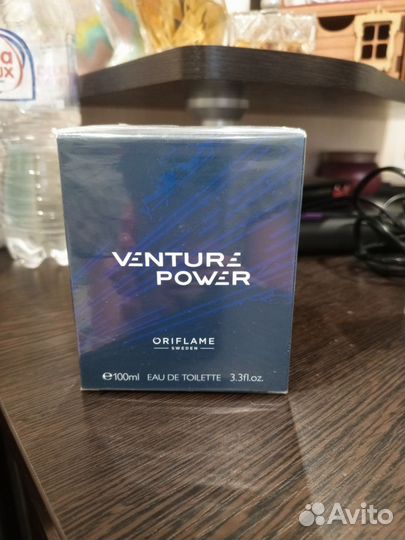 VENTURE
POWER
ORIFLAME
SWEDEN
℮100ml EAU DE TOILETTE 3.3fl.oz.
Avito